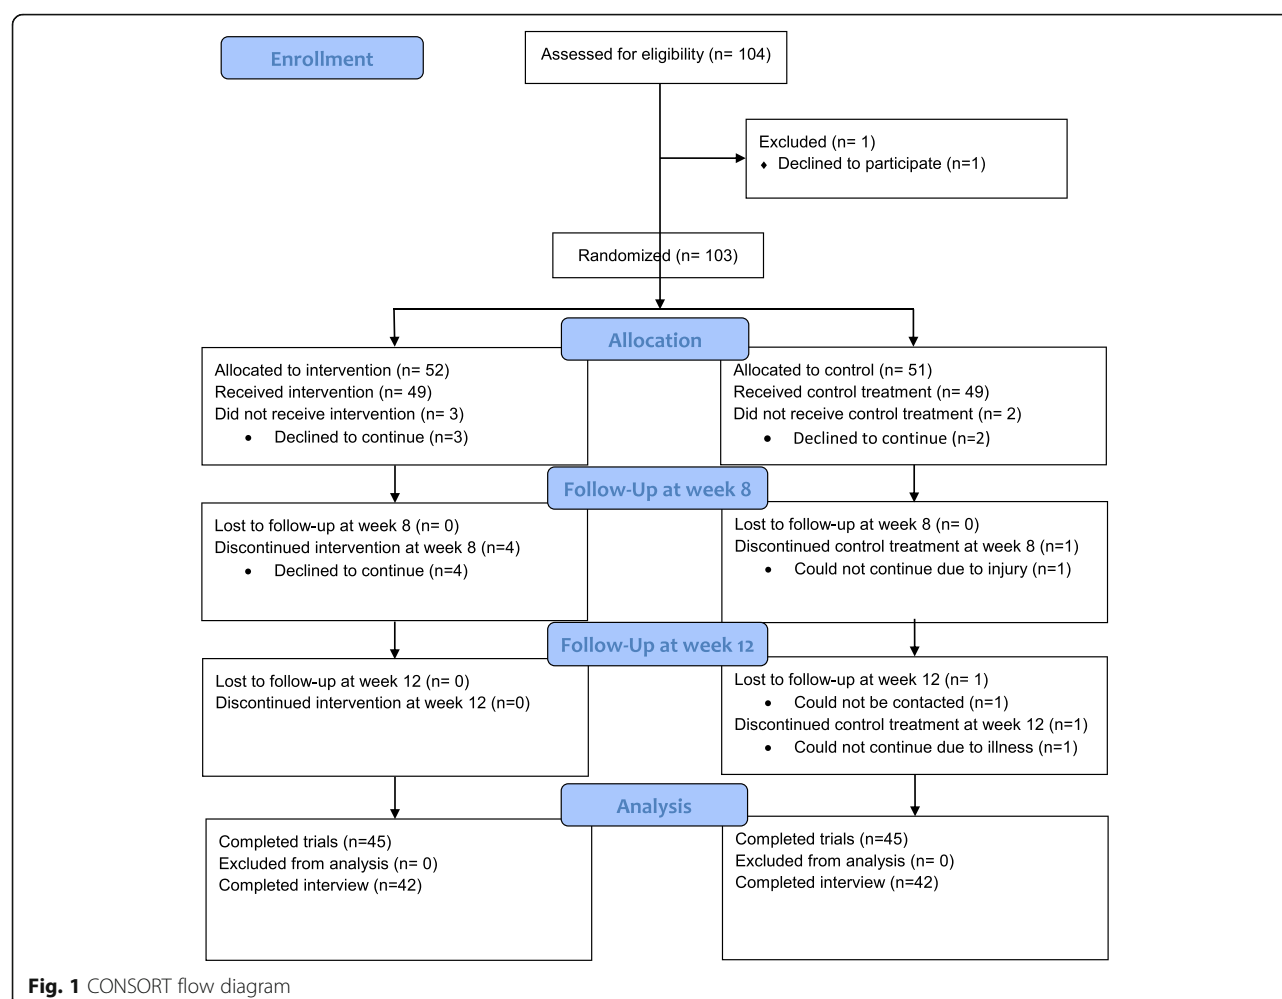 Enrollment
Assessed for eligibility (n= 104)
Excluded (n= 1)
⬧ Declined to participate (n=1)
Randomized (n= 103)
Allocation
Allocated to intervention (n= 52)
Received intervention (n= 49)
Did not receive intervention (n= 3)
• Declined to continue (n=3)
Allocated to control (n= 51)
Received control treatment (n= 49)
Did not receive control treatment (n= 2)
• Declined to continue (n=2)
Follow-Up at week 8
Lost to follow-up at week 8 (n= 0)
Discontinued intervention at week 8 (n=4)
• Declined to continue (n=4)
Lost to follow-up at week 8 (n= 0)
Discontinued control treatment at week 8 (n=1)
• Could not continue due to injury (n=1)
Follow-Up at week 12
Lost to follow-up at week 12 (n= 0)
Discontinued intervention at week 12 (n=0)
Lost to follow-up at week 12 (n= 1)
• Could not be contacted (n=1)
Discontinued control treatment at week 12 (n=1)
• Could not continue due to illness (n=1)
Analysis
Completed trials (n=45)
Excluded from analysis (n= 0)
Completed interview (n=42)
Completed trials (n=45)
Excluded from analysis (n= 0)
Completed interview (n=42)
Fig. 1 CONSORT flow diagram